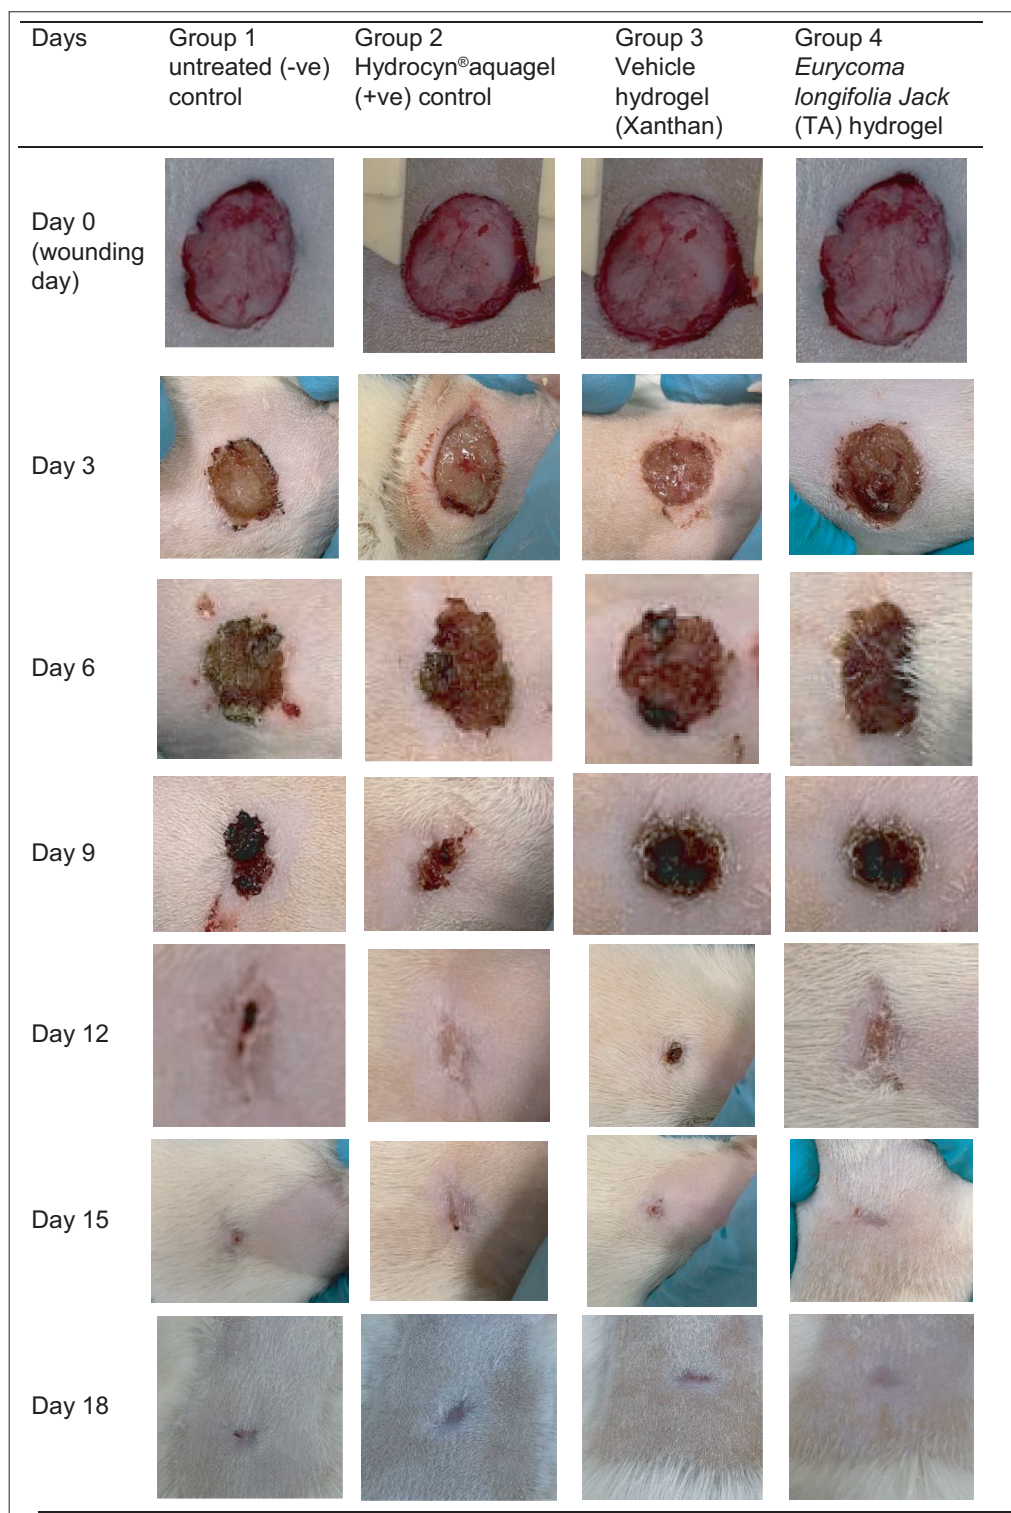 Days
Group 1
untreated (-ve)
control
Group 2
Hydrocyn®aquagel
(+ve) control
Group 3
Vehicle
hydrogel
(Xanthan)
Group 4
Eurycoma
longifolia Jack
(TA) hydrogel
Day 0
(wounding
day)
Day 3
Day 6
Day 9
Day 12
Day 15
Day 18